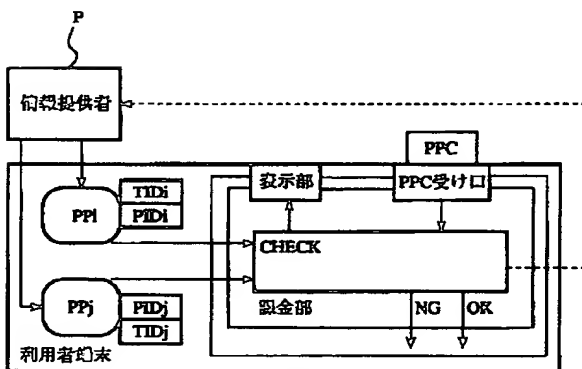 P
情報提供者
PPC
表示部
PPC受け口
TIDi
PIDi
PPi
CHECK
PPj
PIDj
TIDj
課金部
NG
OK
利用者端末